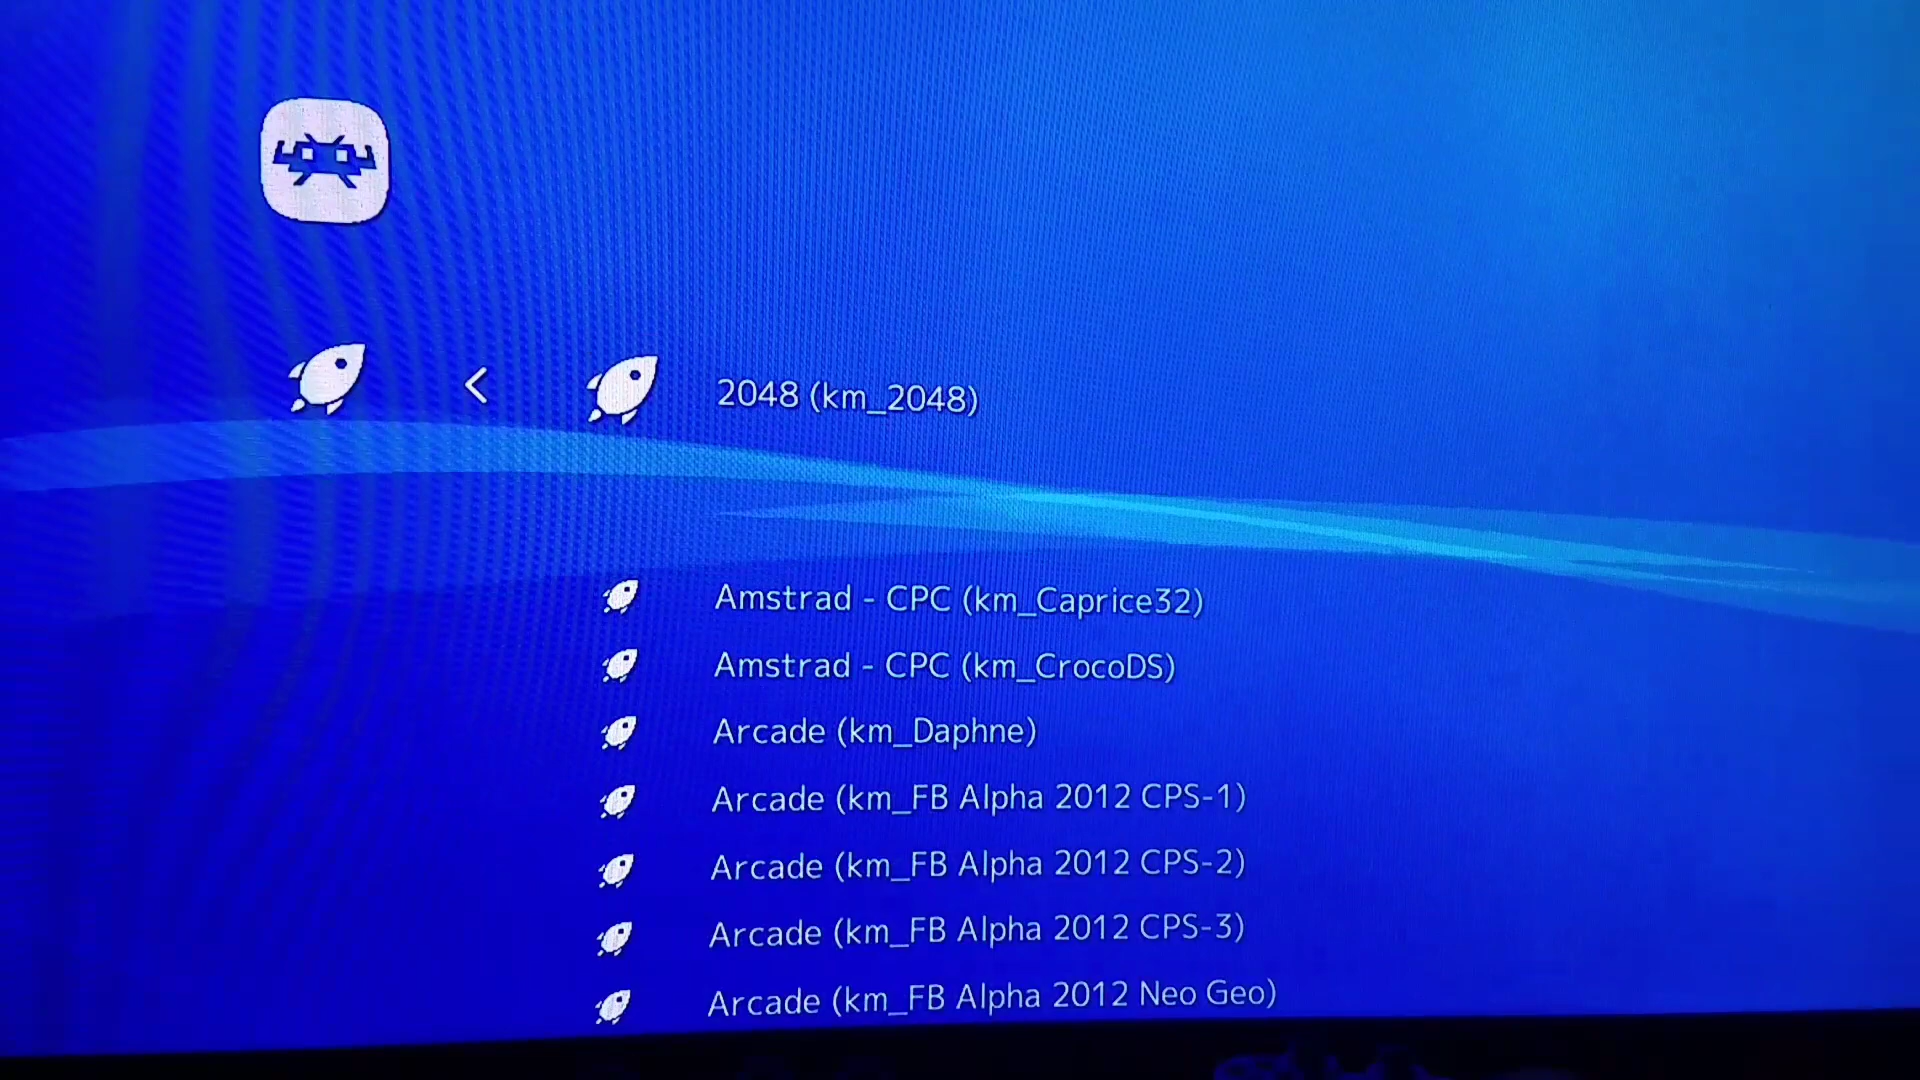 2048 (km_2048)
Amstrad - CPC (km_Caprice32)
Amstrad - CPC (km_CrocoDS)
Arcade (km_Daphne)
Arcade (km_FB Alpha 2012 CPS-1)
Arcade (km_FB Alpha 2012 CPS-2)
Arcade (km_FB Alpha 2012 CPS-3)
Arcade (km_FB Alpha 2012 Neo Geo)